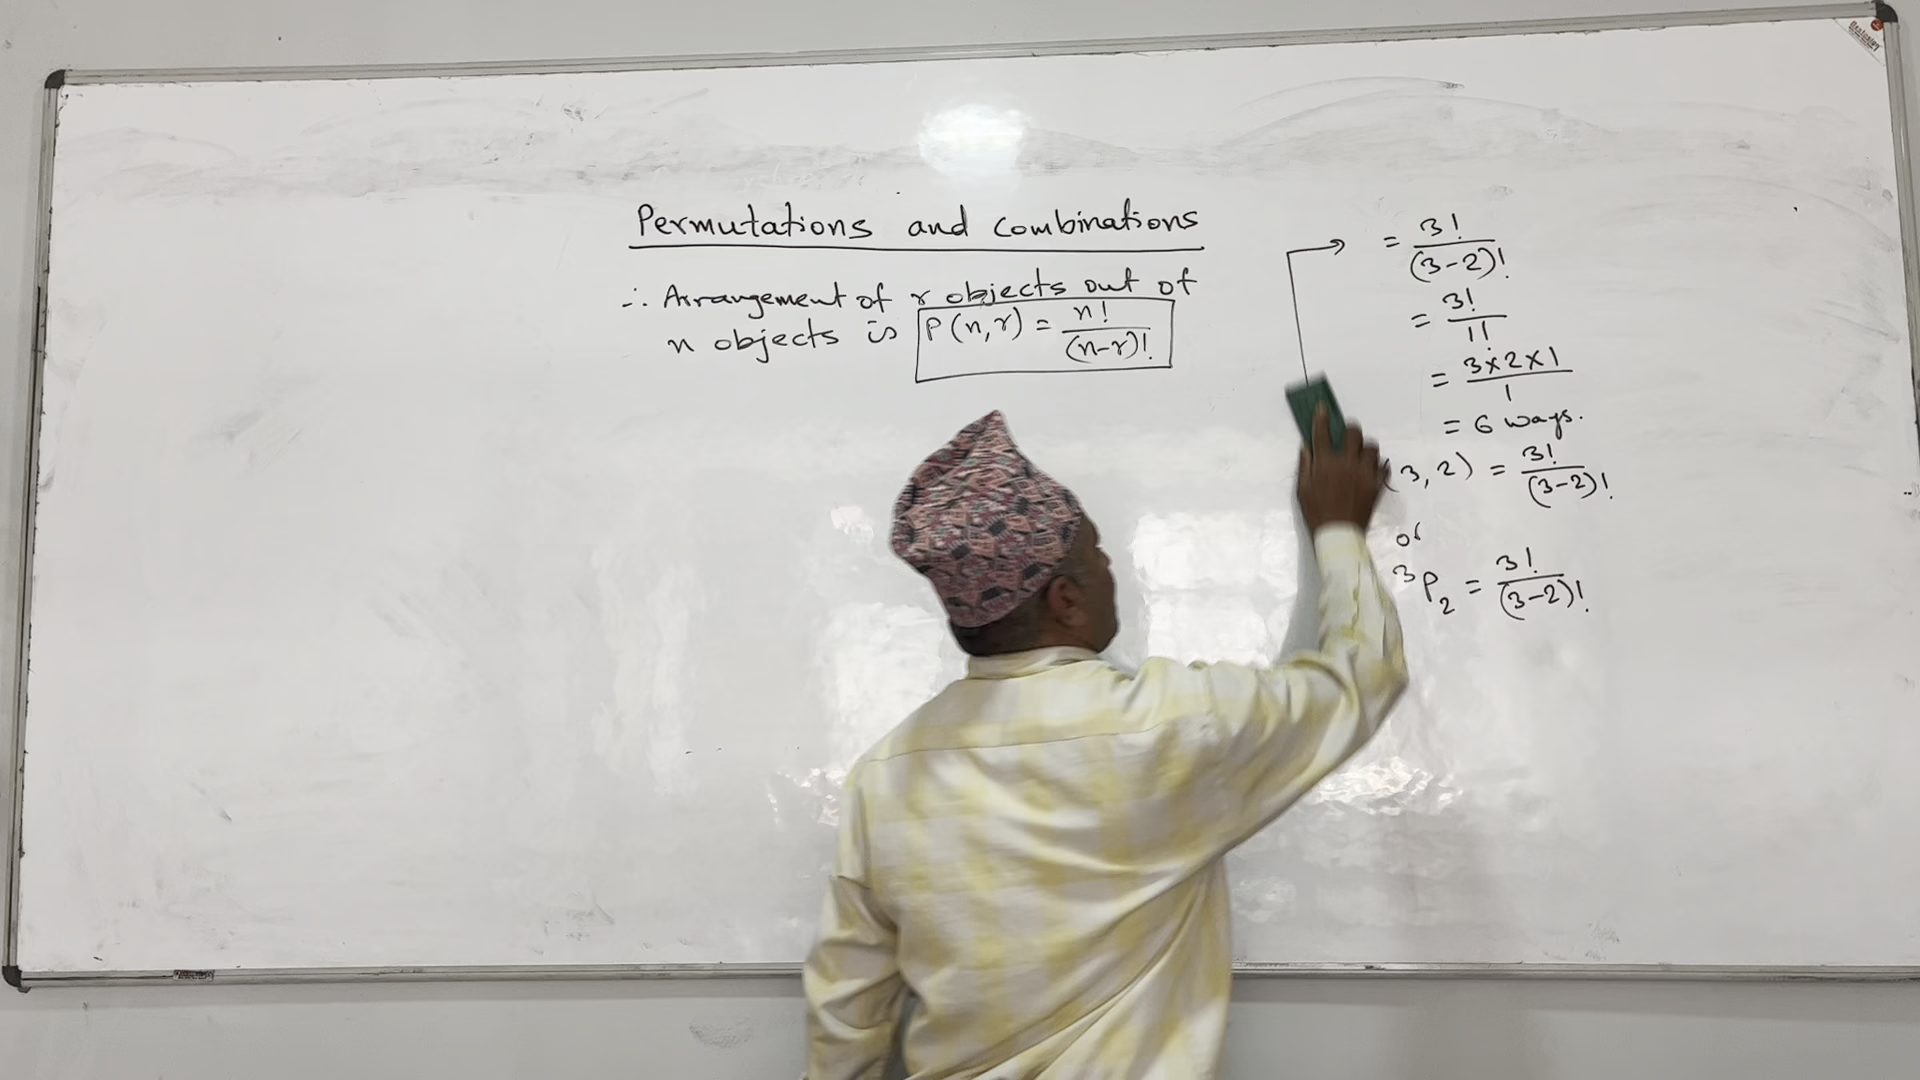 Permutations and Combinations
∴ Arrangement of r objects out of
n objects is P(n,r) = n!/(n-r)!
= 3!/(3-2)!
= 3!/1!
= 3×2×1/1
= 6 ways.
(3,2) = 3!/(3-2)!
or
³P₂ = 3!/(3-2)!